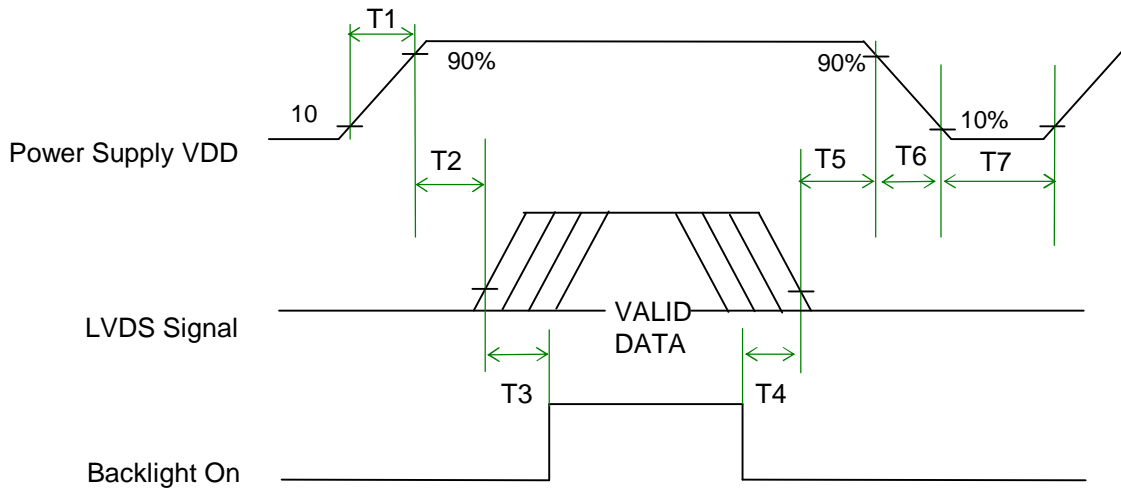 T1
90%
90%
10
10%
Power Supply VDD
T2
T5
T6
T7
VALID
LVDS Signal
DATA
T3
T4
Backlight On